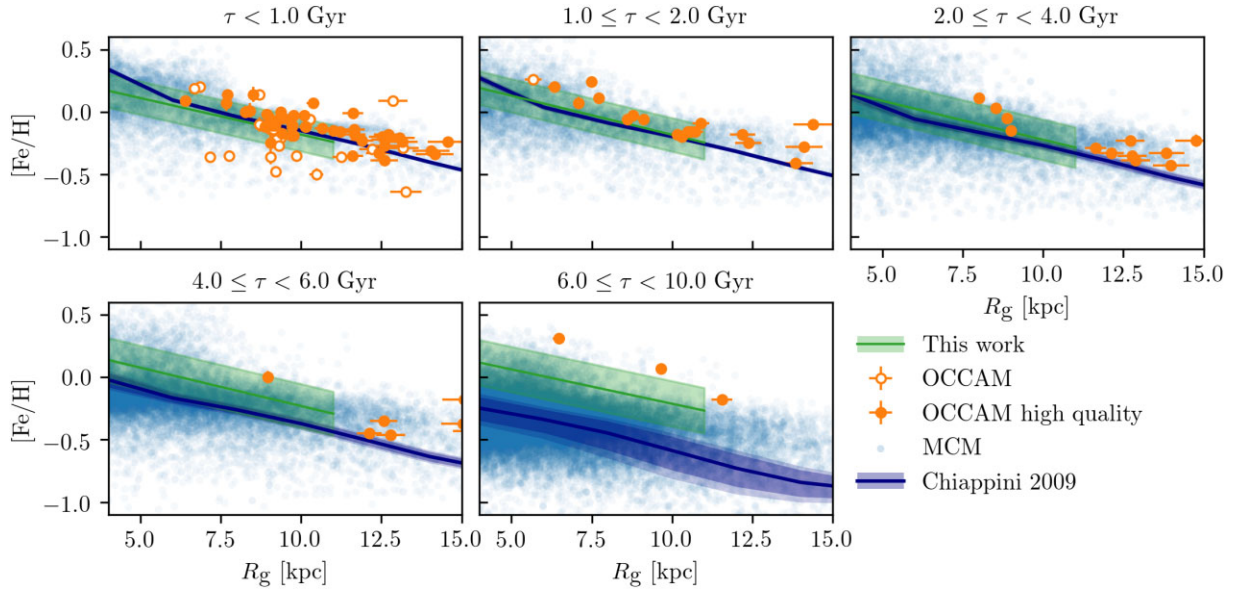 τ < 1.0 Gyr
1.0 ≤ τ < 2.0 Gyr
2.0 ≤ τ < 4.0 Gyr
[Fe/H]
0.5
0.0
−0.5
−1.0
5.0 7.5 10.0 12.5 15.0
R_g [kpc]
4.0 ≤ τ < 6.0 Gyr
6.0 ≤ τ < 10.0 Gyr
[Fe/H]
0.5
0.0
−0.5
−1.0
5.0 7.5 10.0 12.5 15.0
R_g [kpc]
5.0 7.5 10.0 12.5 15.0
R_g [kpc]
This work
OCCAM
OCCAM high quality
MCM
Chiappini 2009